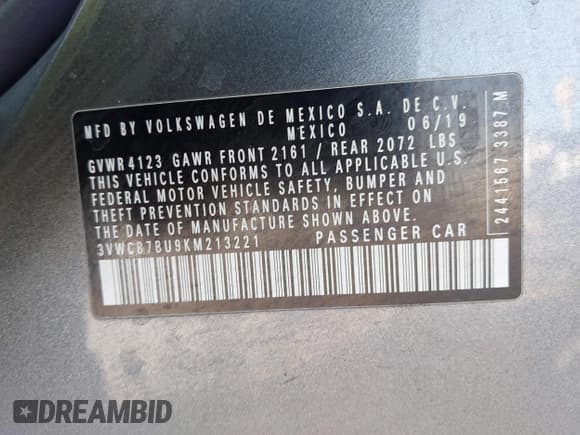 MFD BY VOLKSWAGEN DE MEXICO S.A. DE C.V.
MEXICO 06/19
GVWR 4123 GAWR FRONT 2161 / REAR 2072 LBS
THIS VEHICLE CONFORMS TO ALL APPLICABLE U.S.
FEDERAL MOTOR VEHICLE SAFETY, BUMPER AND
THEFT PREVENTION STANDARDS IN EFFECT ON
THE DATE OF MANUFACTURE SHOWN ABOVE.
3VWCB7BU9KM213221 PASSENGER CAR
2441567 3387 M
DREAMBID